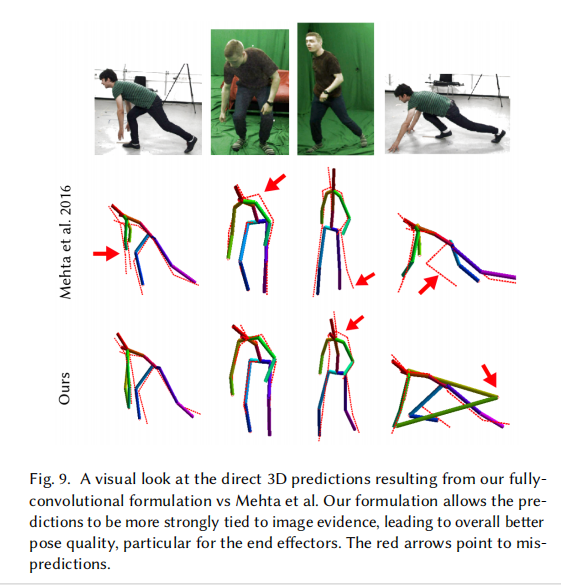 Mehta et al. 2016
Ours
Fig. 9. A visual look at the direct 3D predictions resulting from our fully-
convolutional formulation vs Mehta et al. Our formulation allows the pre-
dictions to be more strongly tied to image evidence, leading to overall better
pose quality, particular for the end effectors. The red arrows point to mis-
predictions.